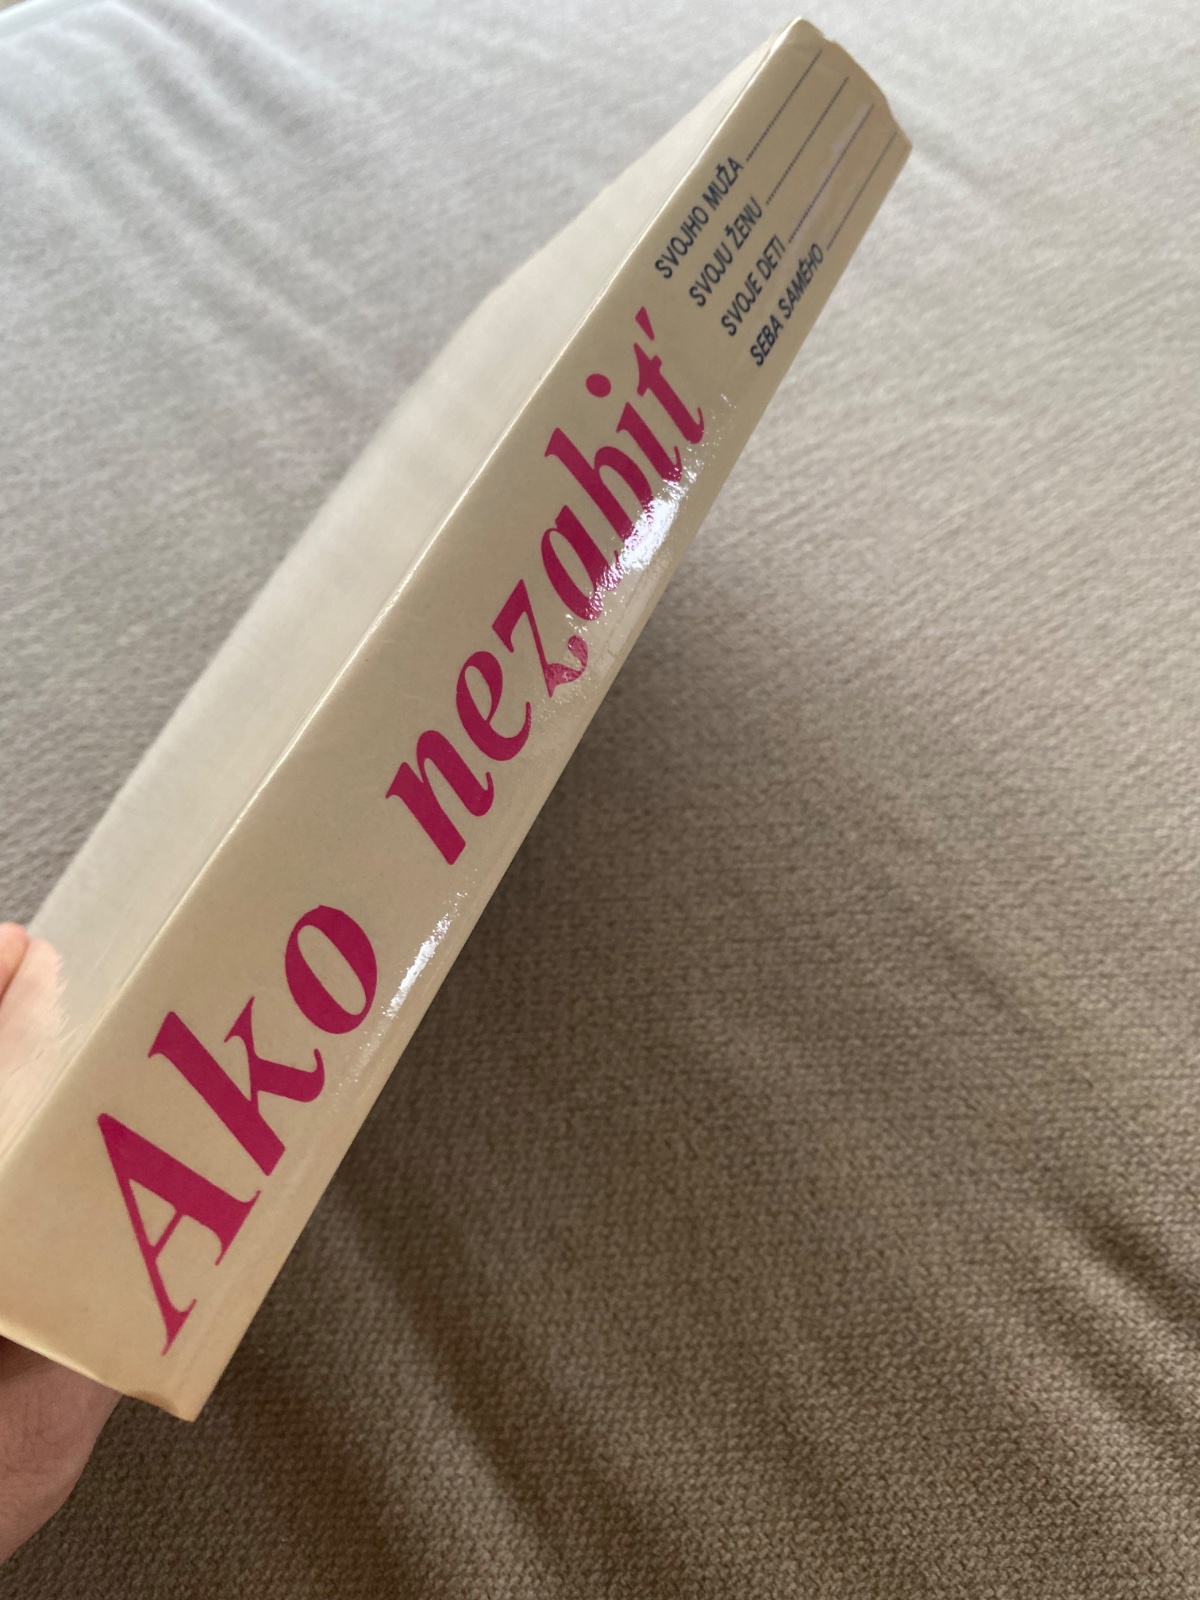 Ako nezabiť
SVOJHO MUŽA
SVOJU ŽENU
SVOJE DETI
SEBA SAMÉHO